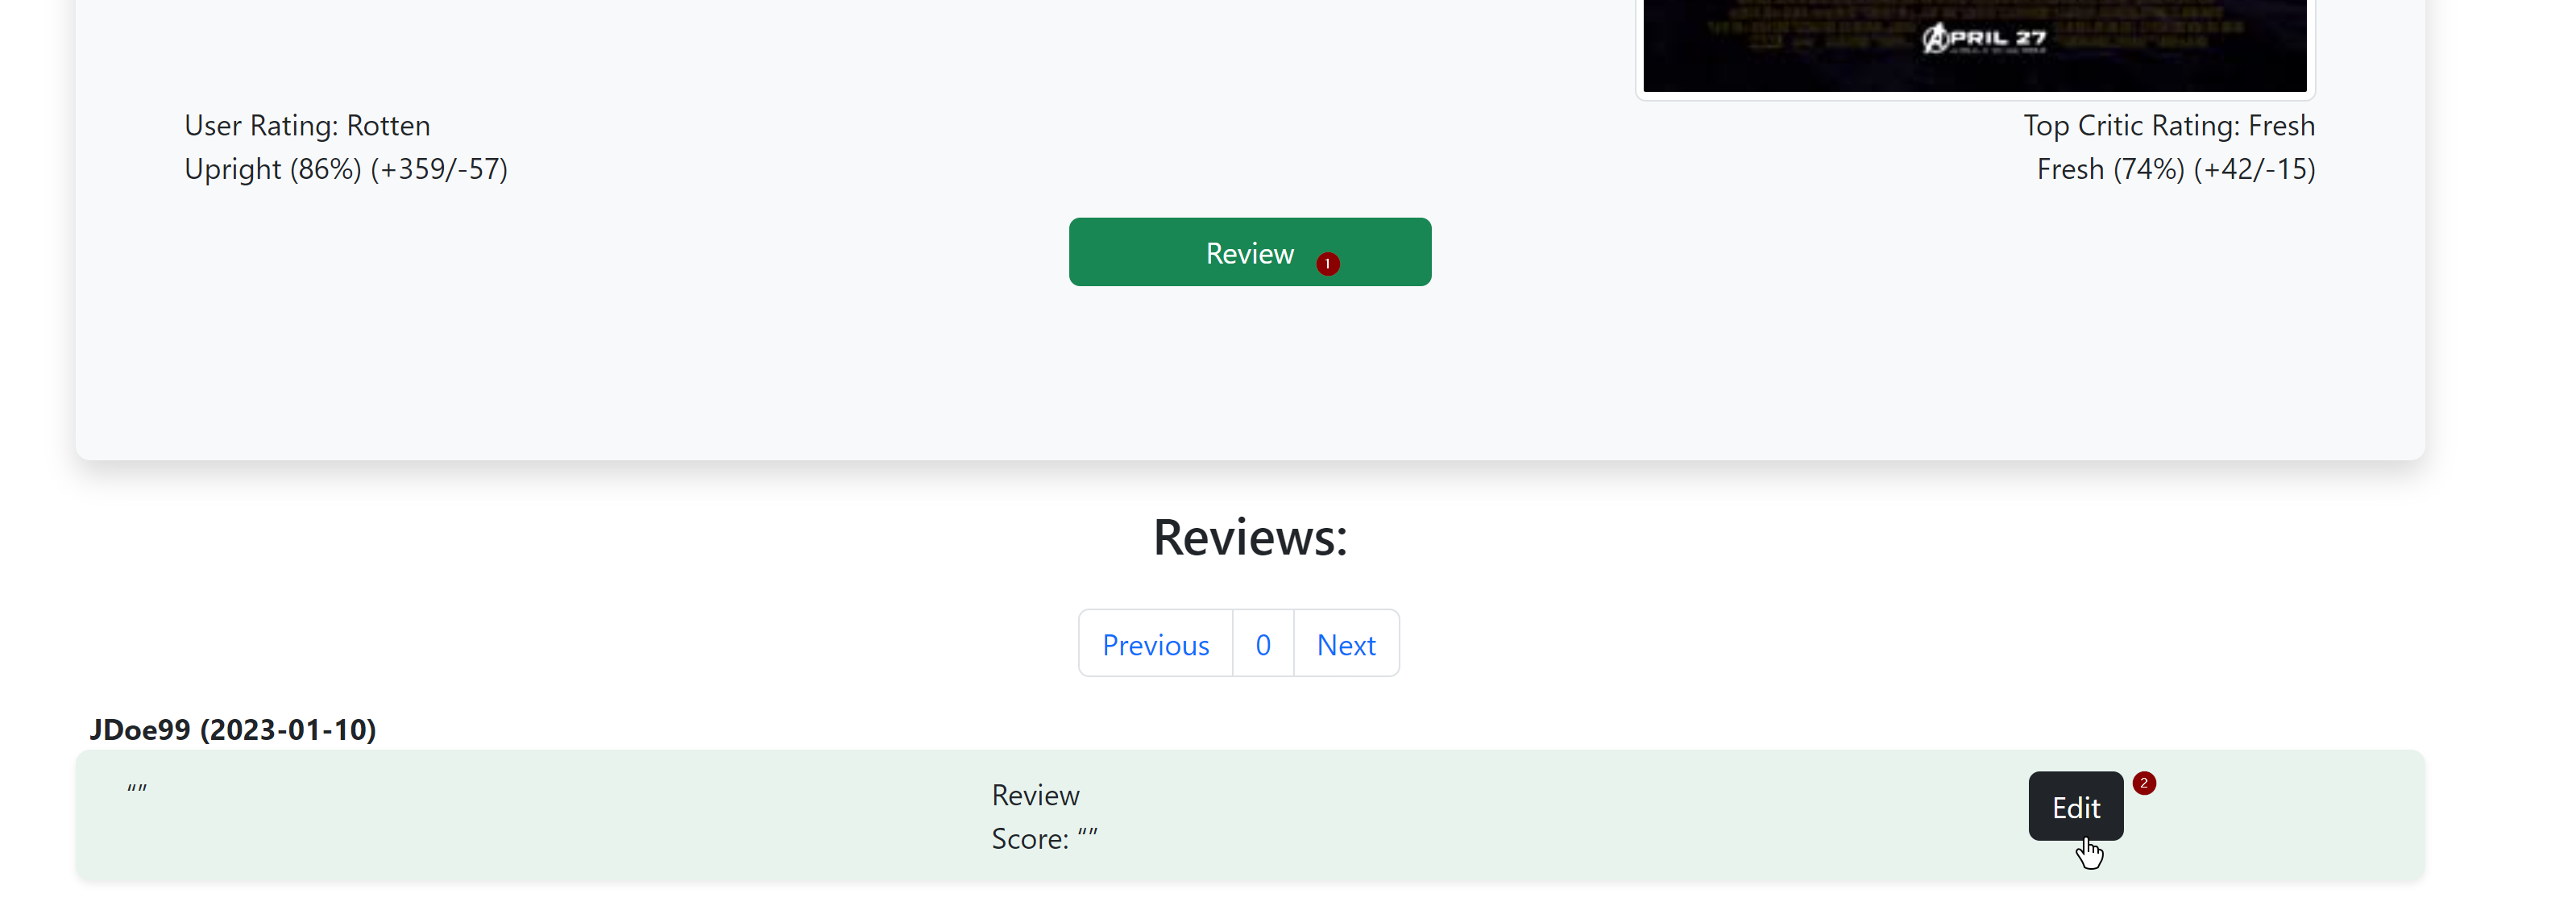 APRIL 27
User Rating: Rotten
Upright (86%) (+359/-57)
Top Critic Rating: Fresh
Fresh (74%) (+42/-15)
Review 1
Reviews:
Previous 0 Next
JDoe99 (2023-01-10)
“”
Review
Score: “”
Edit 2